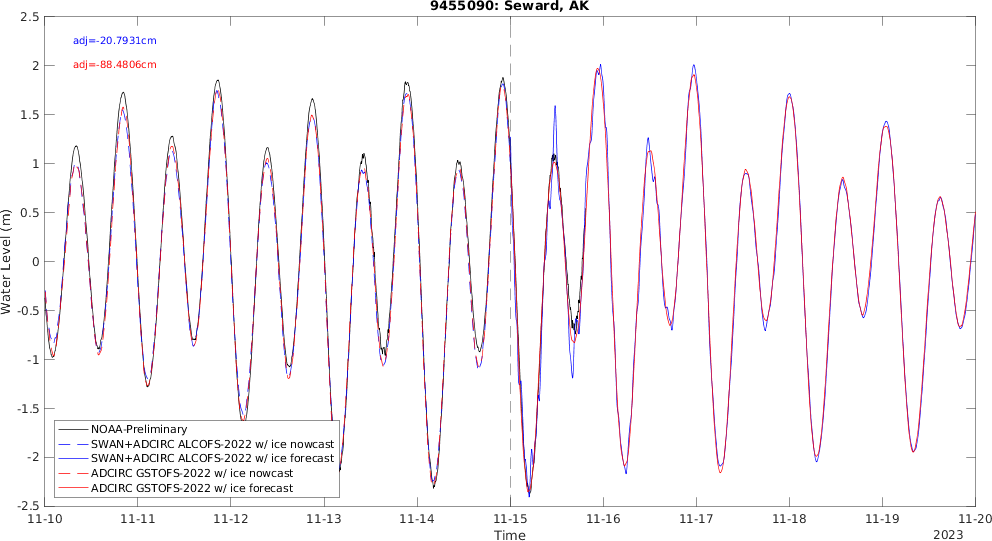 9455090: Seward, AK
adj=-20.7931cm
adj=-88.4806cm
Water Level (m)
2.5
2
1.5
1
0.5
0
-0.5
-1
-1.5
-2
-2.5
NOAA-Preliminary
SWAN+ADCIRC ALCOFS-2022 w/ ice nowcast
SWAN+ADCIRC ALCOFS-2022 w/ ice forecast
ADCIRC GSTOFS-2022 w/ ice nowcast
ADCIRC GSTOFS-2022 w/ ice forecast
11-10 11-11 11-12 11-13 11-14 11-15 11-16 11-17 11-18 11-19 11-20
Time
2023